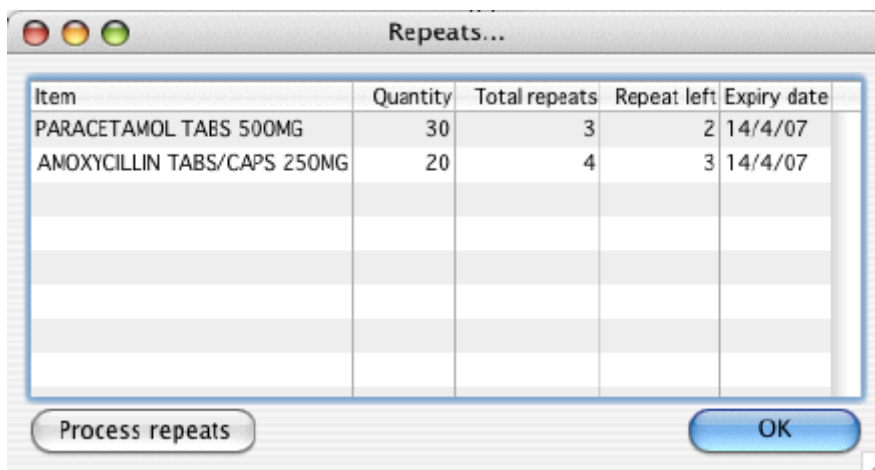 Repeats...
Item Quantity Total repeats Repeat left Expiry date
PARACETAMOL TABS 500MG 30 3 2 14/4/07
AMOXYCILLIN TABS/CAPS 250MG 20 4 3 14/4/07
Process repeats OK